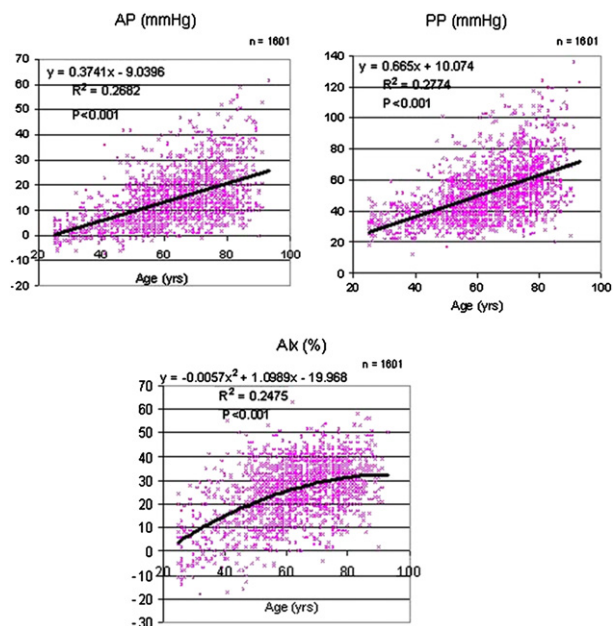 AP (mmHg)
n = 1601
y = 0.3741x - 9.0396
R² = 0.2682
P<0.001
70
60
50
40
30
20
10
0
-10
-20
20 40 60 80 100
Age (yrs)
PP (mmHg)
n = 1601
y = 0.665x + 10.074
R² = 0.2774
P<0.001
140
120
100
80
60
40
20
0
20 40 60 80 100
Age (yrs)
AIx (%)
n = 1601
y = -0.0057x² + 1.0989x - 19.968
R² = 0.2475
P<0.001
70
60
50
40
30
20
10
0
-10
-20
-30
20 40 60 80 100
Age (yrs)